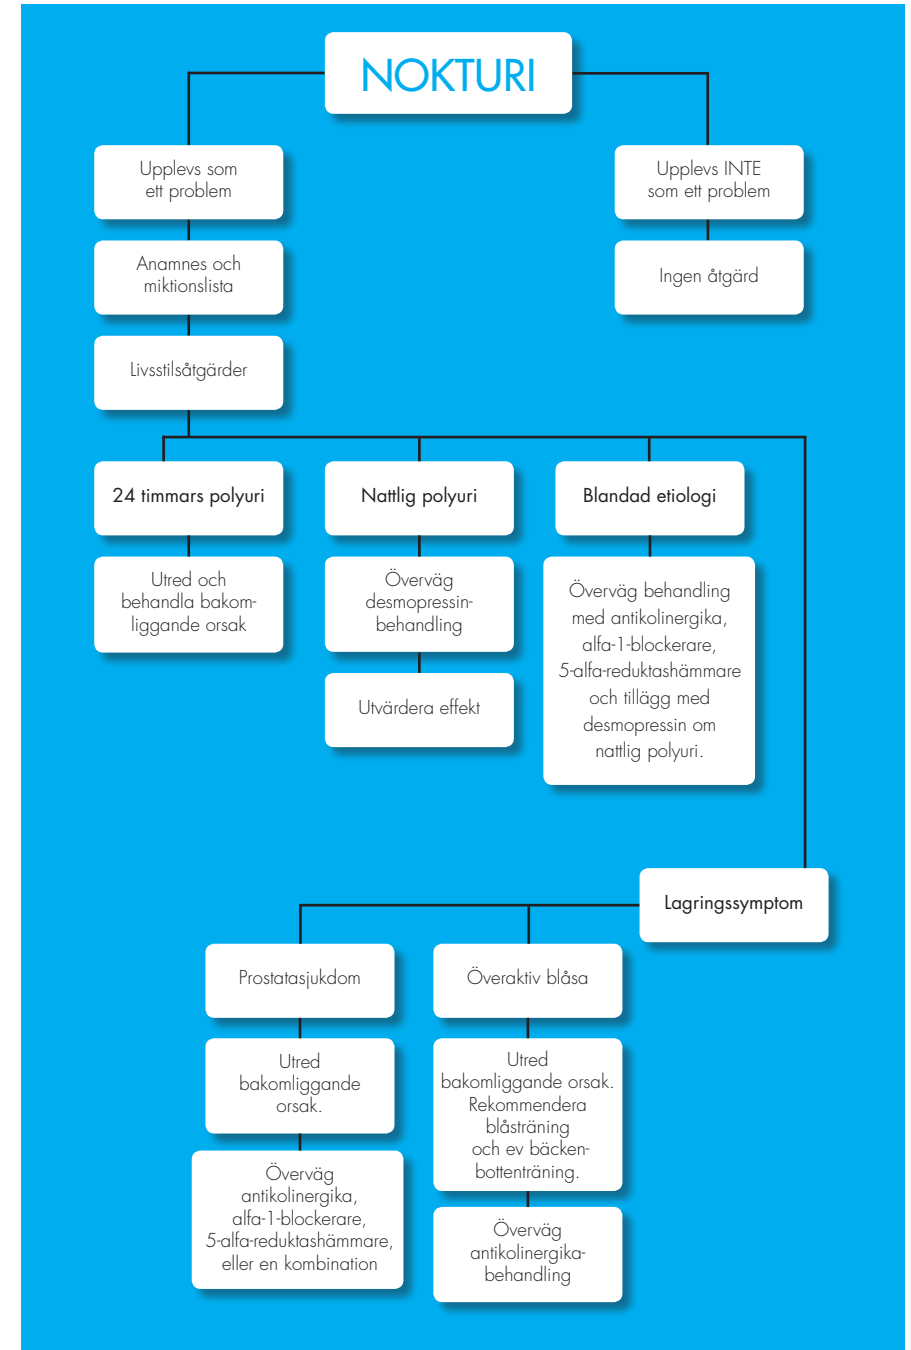 NOKTURI
Upplevs som
ett problem
Upplevs INTE
som ett problem
Anamnes och
miktionslista
Ingen åtgärd
Livsstilsåtgärder
24 timmars polyuri
Nattlig polyuri
Blandad etiologi
Utred och
behandla bakom-
liggande orsak
Överväg
desmopressin-
behandling
Utvärdera effekt
Överväg behandling
med antikolinergika,
alfa-1-blockerare,
5-alfa-reduktashämmare
och tillägg med
desmopressin om
nattlig polyuri.
Lagringssymptom
Prostatasjukdom
Överaktiv blåsa
Utred
bakomliggande
orsak.
Utred
bakomliggande orsak.
Rekommendera
blåsträning
och ev bäcken-
bottenträning.
Överväg
antikolinergika,
alfa-1-blockerare,
5-alfa-reduktashämmare,
eller en kombination
Överväg
antikolinergika-
behandling